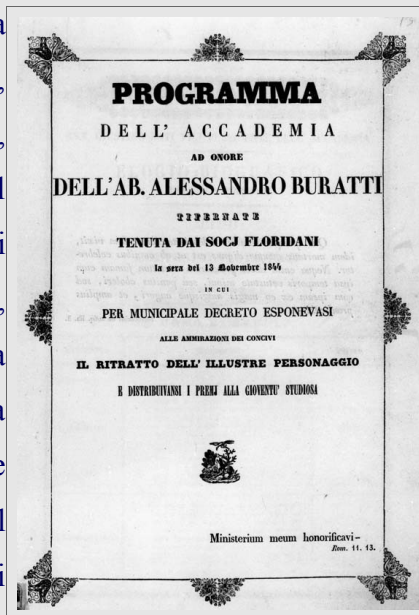 PROGRAMMA
DELL' ACCADEMIA
AD ONORE
DELL'AB. ALESSANDRO BURATTI
TIFERNATE
TENUTA DAI SOCJ FLORIDANI
la sera del 13 Novembre 1844
IN CUI
PER MUNICIPALE DECRETO ESPONEVASI
ALLE AMMIRAZIONI DEI CONCIVI
IL RITRATTO DELL' ILLUSTRE PERSONAGGIO
E DISTRIBUIVANSI I PREMJ ALLA GIOVENTU' STUDIOSA
Ministerium meum honorificavi-
Rom. 11. 13.